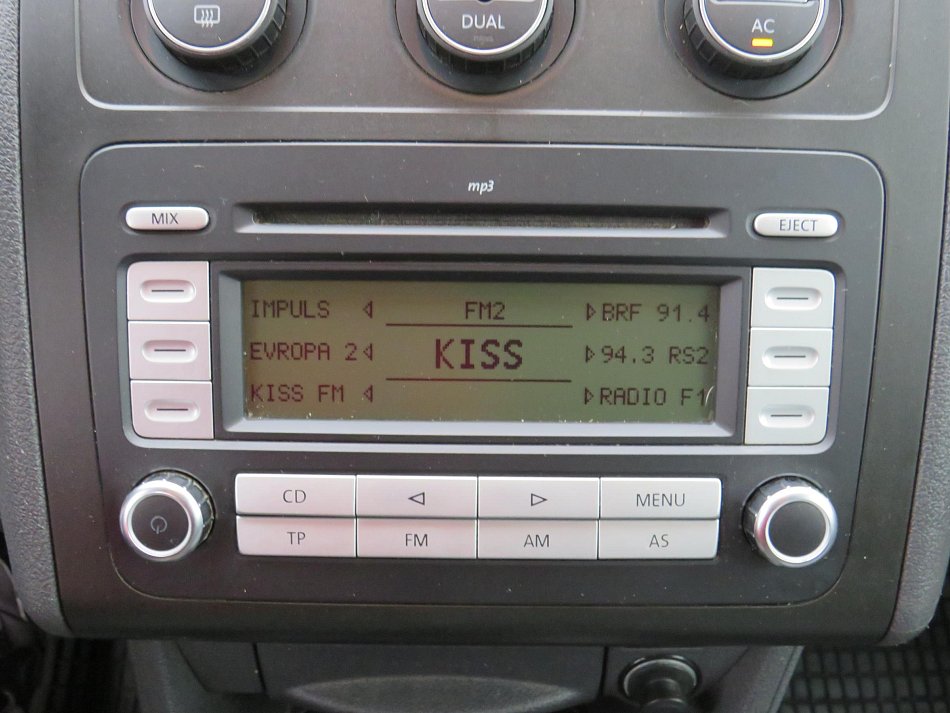 DUAL
AC
mp3
MIX
EJECT
IMPULS FM2 BRF 91.4
EVROPA 2 KISS 94.3 RS2
KISS FM RADIO F1
CD MENU
TP FM AM AS